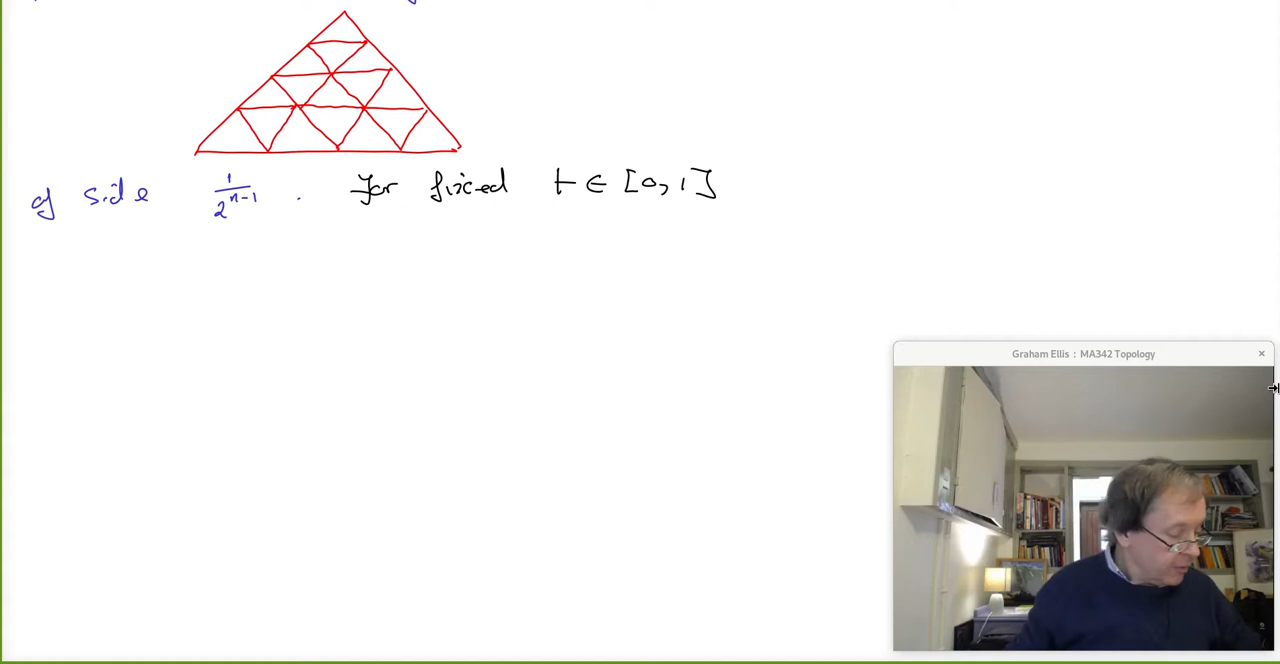 of side 1/2^{n-1} . For fixed t ∈ [0, 1]
Graham Ellis : MA342 Topology